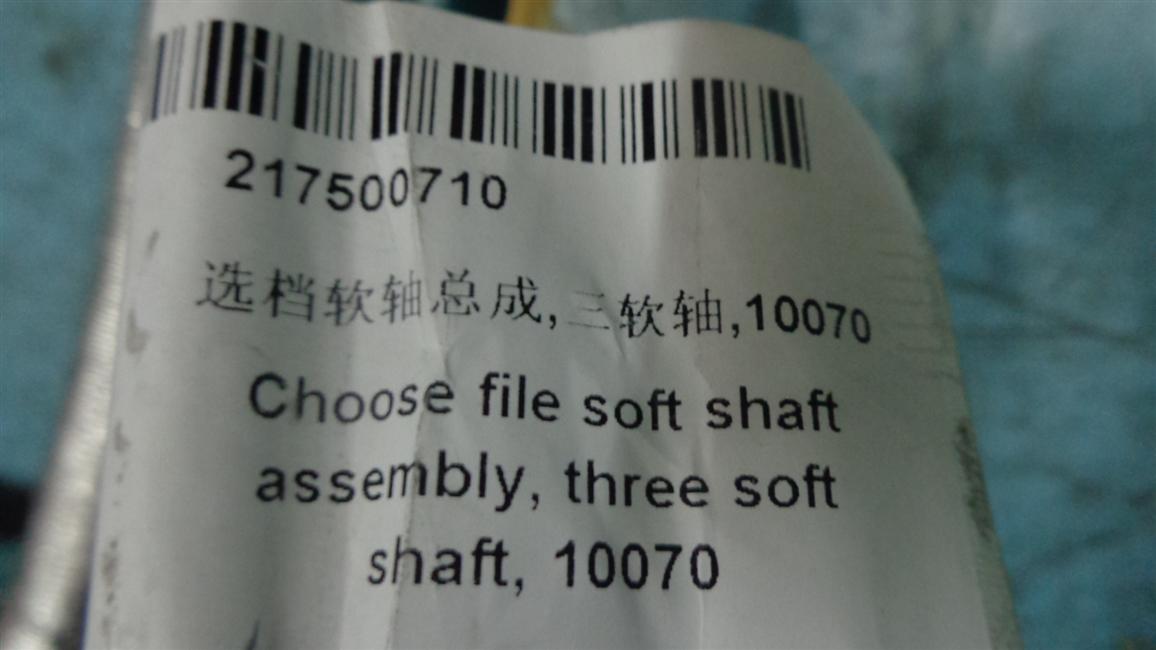 217500710
选档软轴总成,三软轴,10070
Choose file soft shaft
assembly, three soft
shaft, 10070